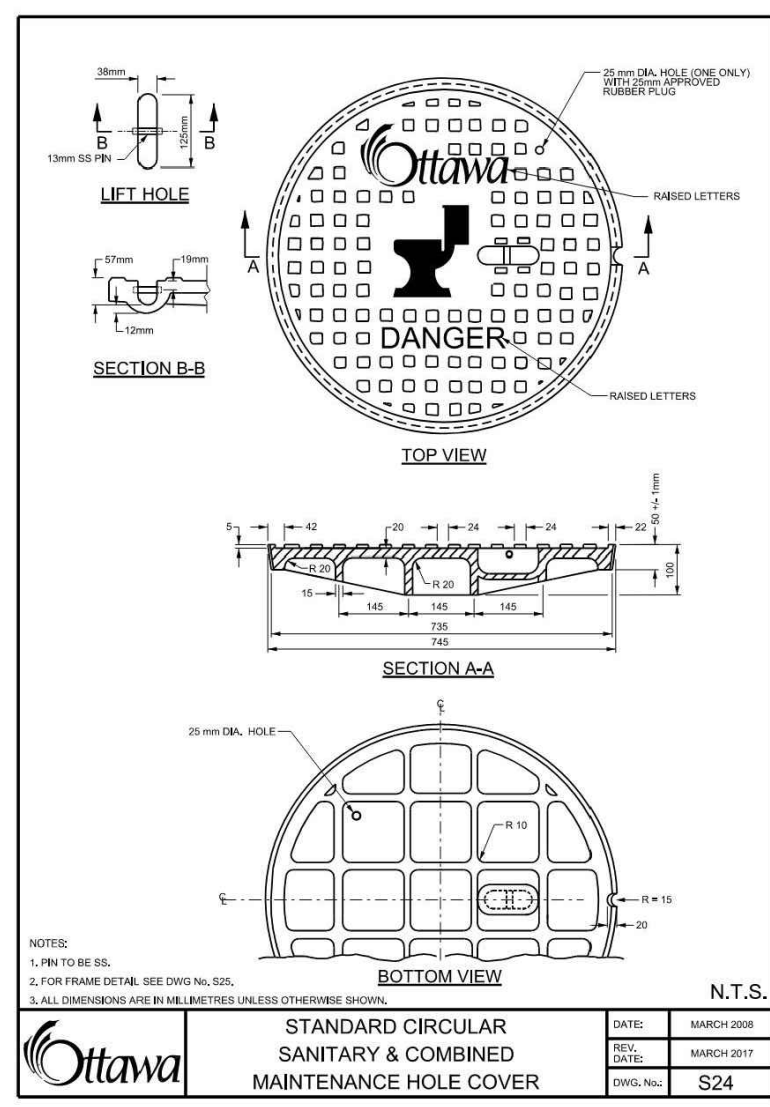 38mm
B
B
125mm
13mm SS PIN
LIFT HOLE
57mm
19mm
12mm
SECTION B-B
25 mm DIA. HOLE (ONE ONLY)
WITH 25mm APPROVED
RUBBER PLUG
Ottawa
RAISED LETTERS
A
A
DANGER
RAISED LETTERS
TOP VIEW
5
42
20
24
24
22
50 +/- 1mm
R 20
R 20
100
15
145
145
145
735
745
SECTION A-A
25 mm DIA. HOLE
R 10
R = 15
20
BOTTOM VIEW
NOTES:
1. PIN TO BE SS.
2. FOR FRAME DETAIL SEE DWG No. S25.
3. ALL DIMENSIONS ARE IN MILLIMETRES UNLESS OTHERWISE SHOWN.
N.T.S.
Ottawa
STANDARD CIRCULAR
SANITARY & COMBINED
MAINTENANCE HOLE COVER
DATE: MARCH 2008
REV. DATE: MARCH 2017
DWG. No.: S24